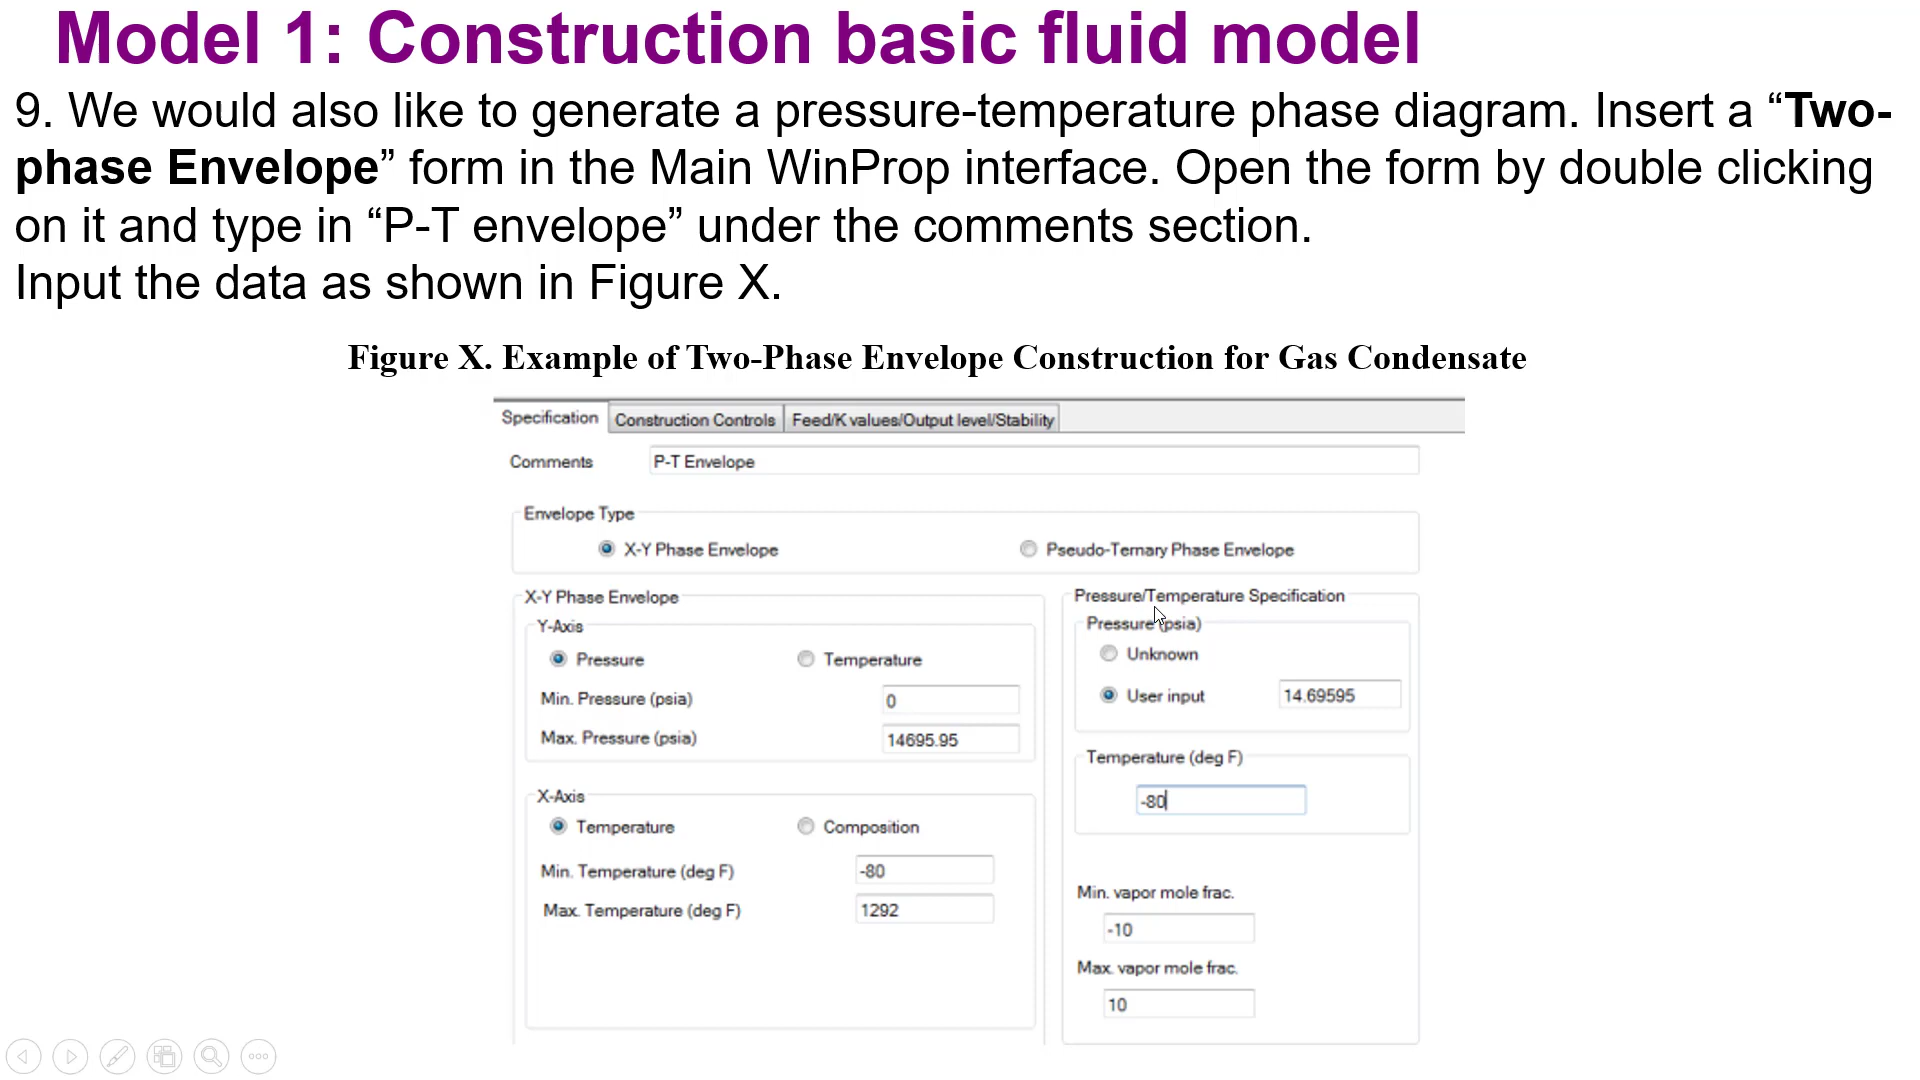 Model 1: Construction basic fluid model
9. We would also like to generate a pressure-temperature phase diagram. Insert a “Two-
phase Envelope” form in the Main WinProp interface. Open the form by double clicking
on it and type in “P-T envelope” under the comments section.
Input the data as shown in Figure X.
Figure X. Example of Two-Phase Envelope Construction for Gas Condensate
Specification Construction Controls Feed/K values/Output level/Stability
Comments P-T Envelope
Envelope Type
X-Y Phase Envelope Pseudo-Ternary Phase Envelope
X-Y Phase Envelope
Y-Axis
Pressure Temperature
Min. Pressure (psia) 0
Max. Pressure (psia) 14695.95
X-Axis
Temperature Composition
Min. Temperature (deg F) -80
Max. Temperature (deg F) 1292
Pressure/Temperature Specification
Pressure (psia)
Unknown
User input 14.69595
Temperature (deg F)
-80
Min. vapor mole frac.
-10
Max. vapor mole frac.
10